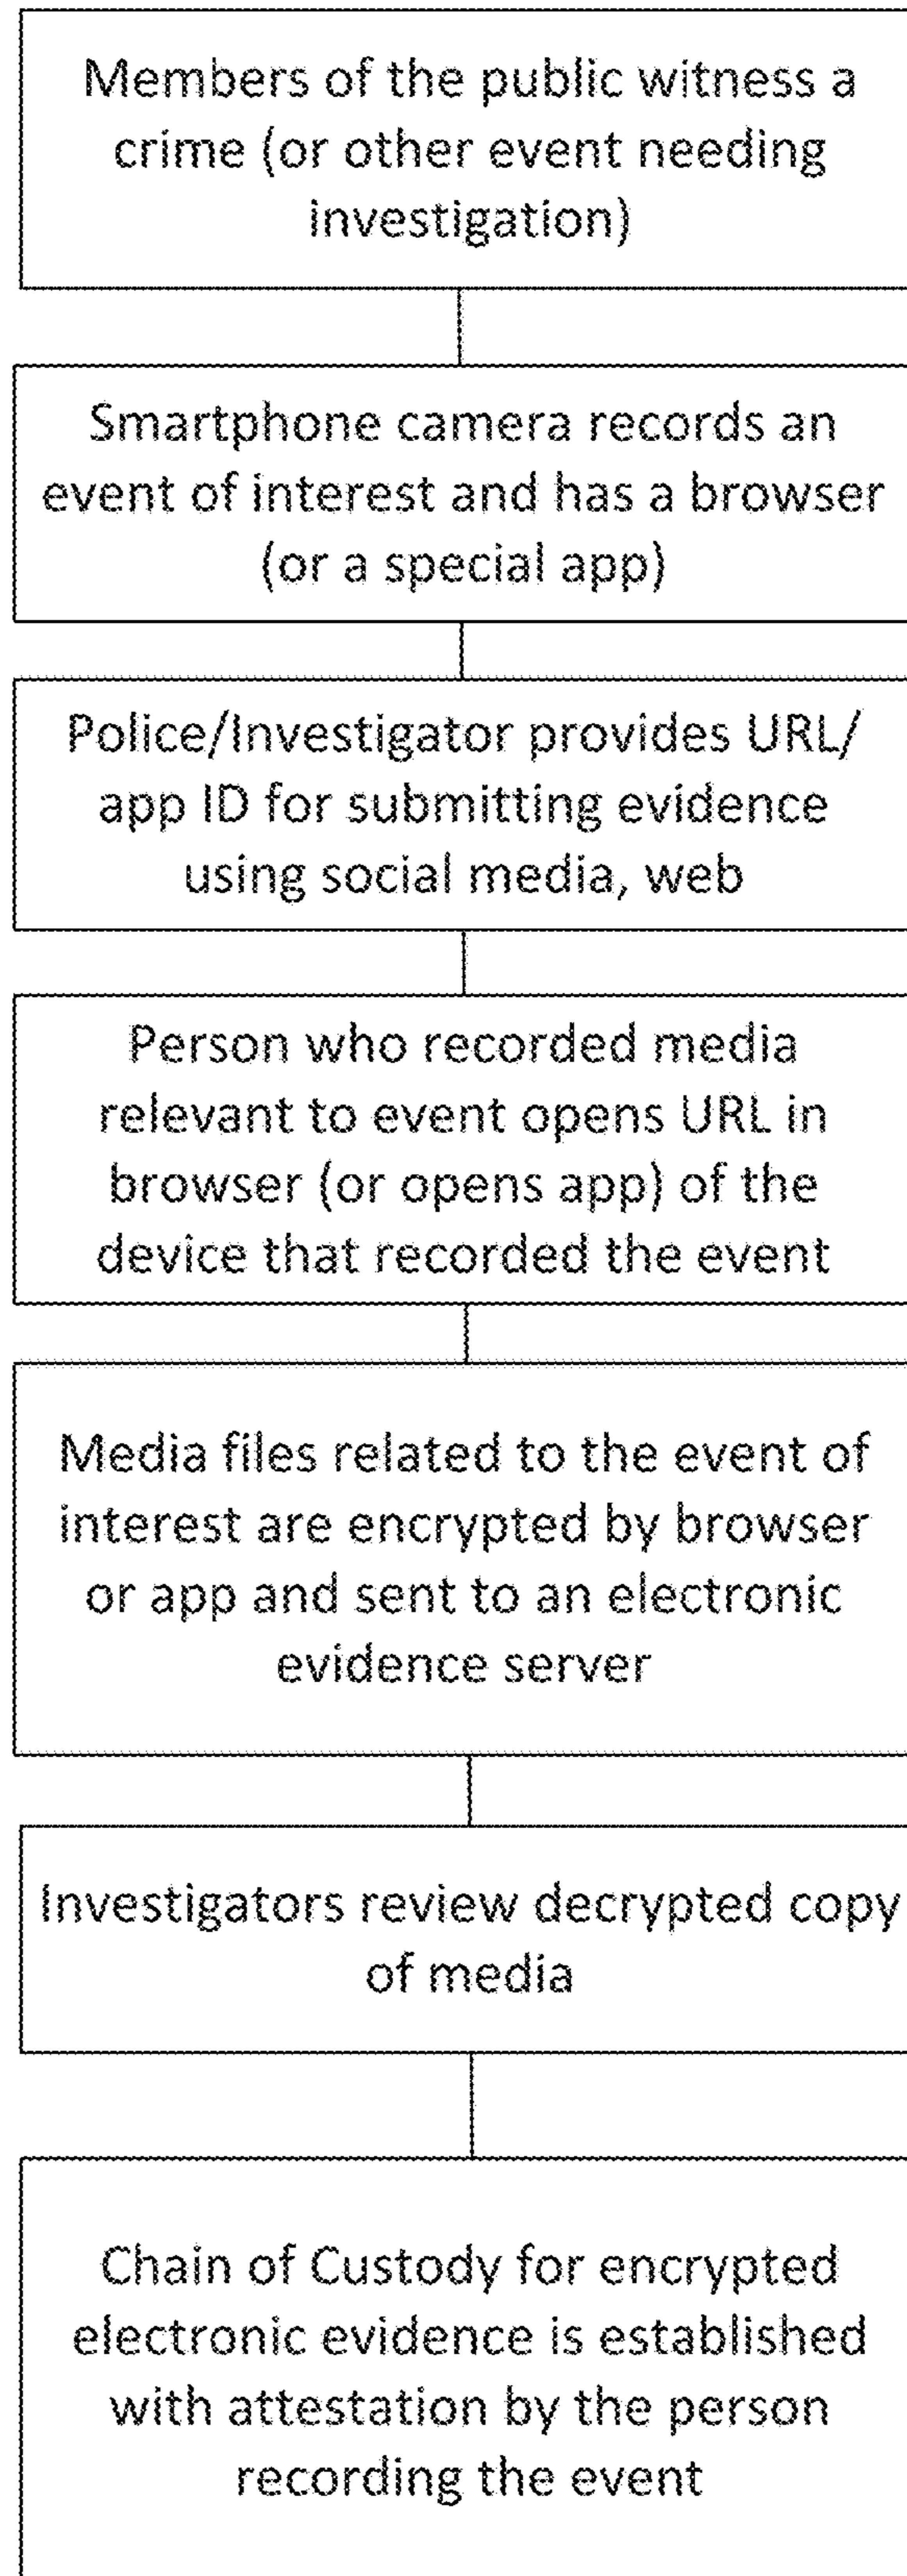 Members of the public witness a
crime (or other event needing
investigation)
Smartphone camera records an
event of interest and has a browser
(or a special app)
Police/Investigator provides URL/
app ID for submitting evidence
using social media, web
Person who recorded media
relevant to event opens URL in
browser (or opens app) of the
device that recorded the event
Media files related to the event of
interest are encrypted by browser
or app and sent to an electronic
evidence server
Investigators review decrypted copy
of media
Chain of Custody for encrypted
electronic evidence is established
with attestation by the person
recording the event